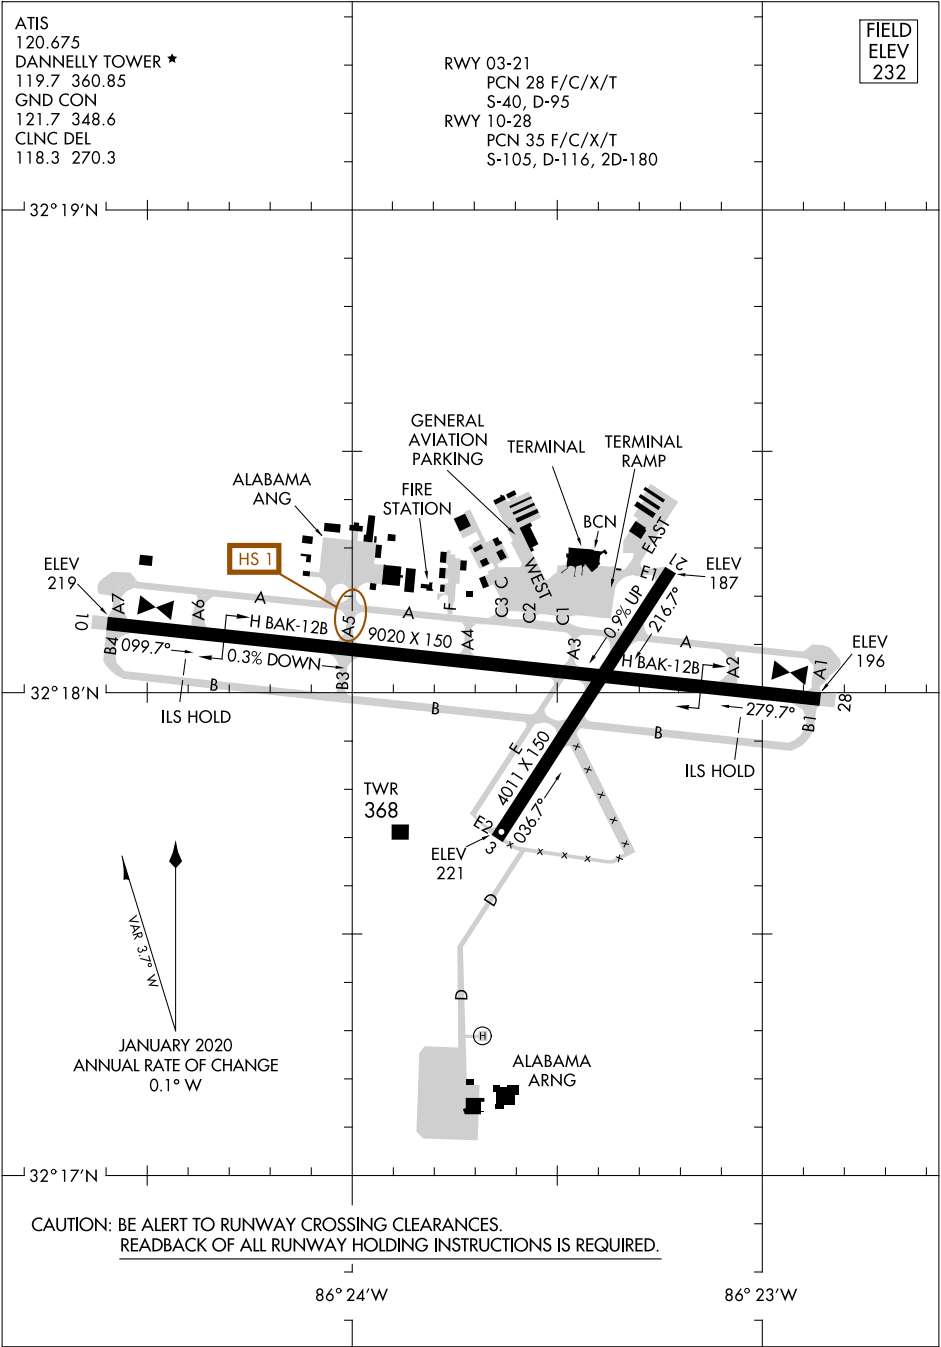 ATIS
120.675
DANNELLY TOWER ★
119.7 360.85
GND CON
121.7 348.6
CLNC DEL
118.3 270.3
RWY 03-21
PCN 28 F/C/X/T
S-40, D-95
RWY 10-28
PCN 35 F/C/X/T
S-105, D-116, 2D-180
FIELD
ELEV
232
32°19'N
GENERAL
AVIATION
PARKING
TERMINAL
TERMINAL
RAMP
ALABAMA
ANG
FIRE
STATION
BCN
EAST
WEST
HS 1
ELEV
219
ELEV
187
21
E1
A7
A6
A
A5
A
F
C3
C
C2
C1
0.9% UP
216.7°
10
H BAK-12B
9020 X 150
A4
A3
A
H BAK-12B
A2
A1
ELEV
196
099.7°
0.3% DOWN
B4
B3
B
B
B
B1
28
279.7°
32°18'N
ILS HOLD
ILS HOLD
E
4011 X 150
036.7°
TWR
368
E2
3
ELEV
221
D
D
H
VAR 3.7° W
JANUARY 2020
ANNUAL RATE OF CHANGE
0.1° W
ALABAMA
ARNG
32°17'N
CAUTION: BE ALERT TO RUNWAY CROSSING CLEARANCES.
READBACK OF ALL RUNWAY HOLDING INSTRUCTIONS IS REQUIRED.
86°24'W
86°23'W